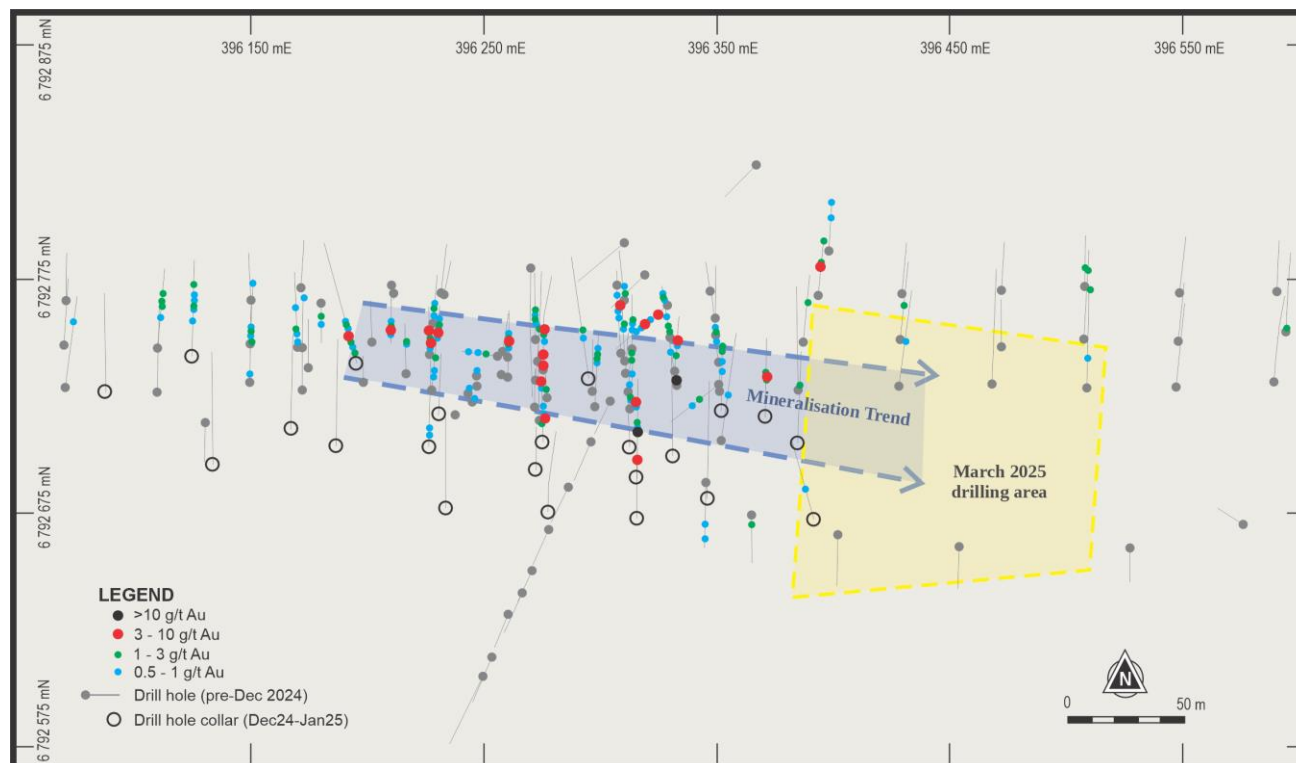 396 150 mE
396 250 mE
396 350 mE
396 450 mE
396 550 mE
6 792 875 mN
6 792 775 mN
6 792 675 mN
6 792 575 mN
Mineralisation Trend
March 2025
drilling area
LEGEND
>10 g/t Au
3 - 10 g/t Au
1 - 3 g/t Au
0.5 - 1 g/t Au
Drill hole (pre-Dec 2024)
Drill hole collar (Dec24-Jan25)
N
0
50 m